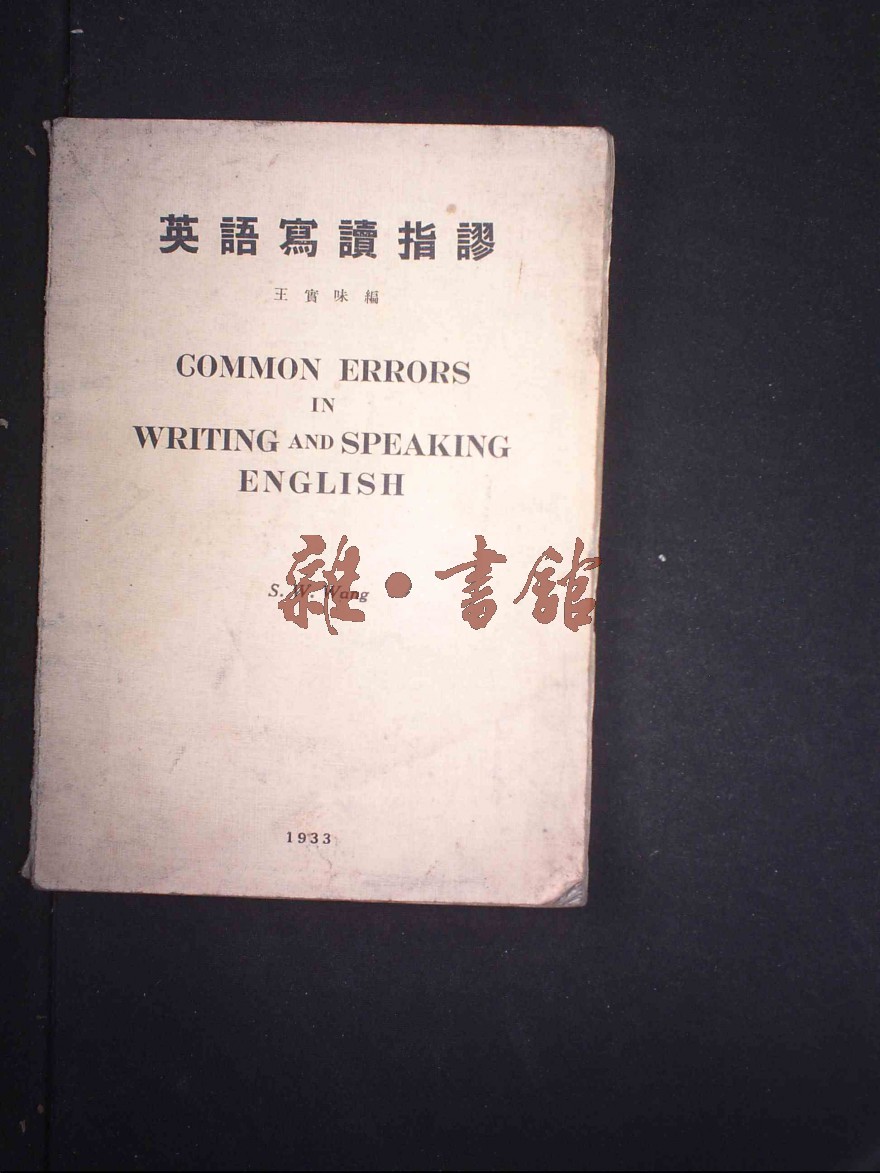 英語寫讀指謬
王實味編
COMMON ERRORS
IN
WRITING AND SPEAKING
ENGLISH
S. W. Wang
雜·書館
1933